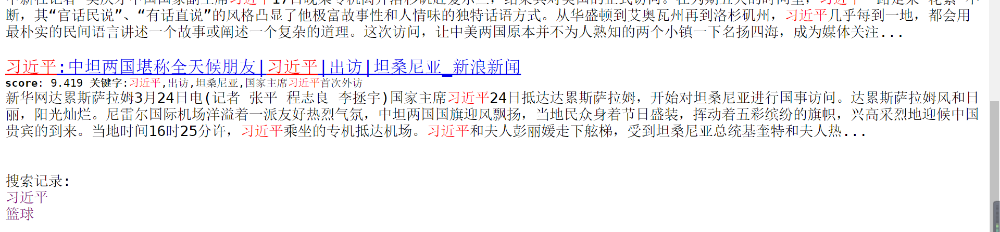 习近平
断，其“官话民说”、“有话直说”的风格凸显了他极富故事性和人情味的独特话语方式。从华盛顿到艾奥瓦州再到洛杉矶州，习近平几乎每到一地，都会用
最朴实的民间语言讲述一个故事或阐述一个复杂的道理。这次访问，让中美两国原本并不为人熟知的两个小镇一下名扬四海，成为媒体关注...
习近平:中坦两国堪称全天候朋友|习近平|出访|坦桑尼亚_新浪新闻
score: 9.419 关键字:习近平,出访,坦桑尼亚,国家主席习近平首次外访
新华网达累斯萨拉姆3月24日电(记者 张平 程志良 李拯宇)国家主席习近平24日抵达达累斯萨拉姆，开始对坦桑尼亚进行国事访问。达累斯萨拉姆风和日
丽，阳光灿烂。尼雷尔国际机场洋溢着一派友好热烈气氛，中坦两国国旗迎风飘扬，当地民众身着节日盛装，挥动着五彩缤纷的旗帜，兴高采烈地迎候中国
贵宾的到来。当地时间16时25分许，习近平乘坐的专机抵达机场。习近平和夫人彭丽媛走下舷梯，受到坦桑尼亚总统基奎特和夫人热...
搜索记录:
习近平
篮球